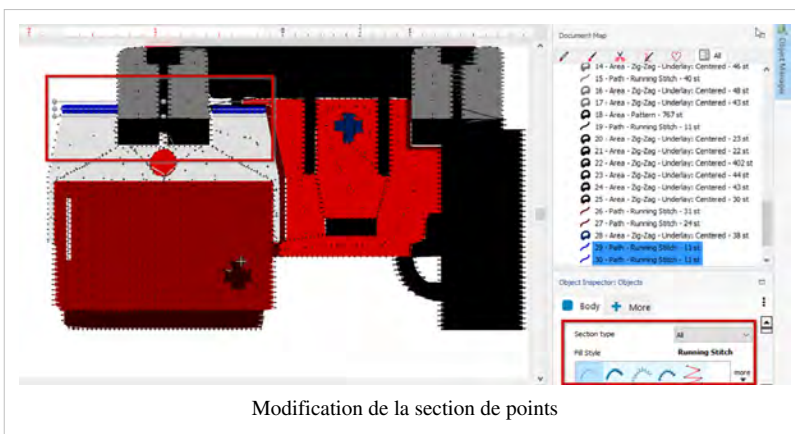 Document Map
All
14 - Area - Zig-Zag - Underlay: Centered - 46 st
15 - Path - Running Stitch - 40 st
16 - Area - Zig-Zag - Underlay: Centered - 48 st
17 - Area - Zig-Zag - Underlay: Centered - 43 st
18 - Area - Pattern - 767 st
19 - Path - Running Stitch - 11 st
20 - Area - Zig-Zag - Underlay: Centered - 23 st
21 - Area - Zig-Zag - Underlay: Centered - 22 st
22 - Area - Zig-Zag - Underlay: Centered - 402 st
23 - Area - Zig-Zag - Underlay: Centered - 44 st
24 - Area - Zig-Zag - Underlay: Centered - 43 st
25 - Area - Zig-Zag - Underlay: Centered - 30 st
26 - Path - Running Stitch - 31 st
27 - Path - Running Stitch - 24 st
28 - Area - Zig-Zag - Underlay: Centered - 38 st
29 - Path - Running Stitch - 13 st
30 - Path - Running Stitch - 11 st
Object Manager
Object Inspector: Objects
Body More
Section type All
Fill Style Running Stitch
more
Modification de la section de points